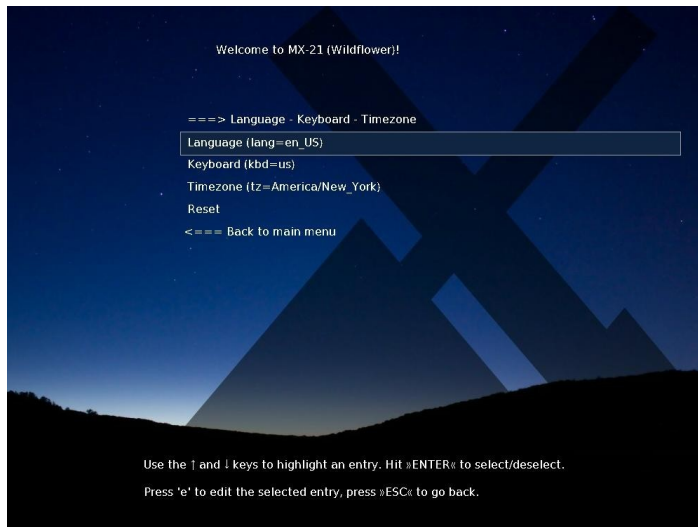 Welcome to MX-21 (Wildflower)!
===> Language - Keyboard - Timezone
Language (lang=en_US)
Keyboard (kbd=us)
Timezone (tz=America/New_York)
Reset
<=== Back to main menu
Use the ↑ and ↓ keys to highlight an entry. Hit »ENTER« to select/deselect.
Press 'e' to edit the selected entry, press »ESC« to go back.